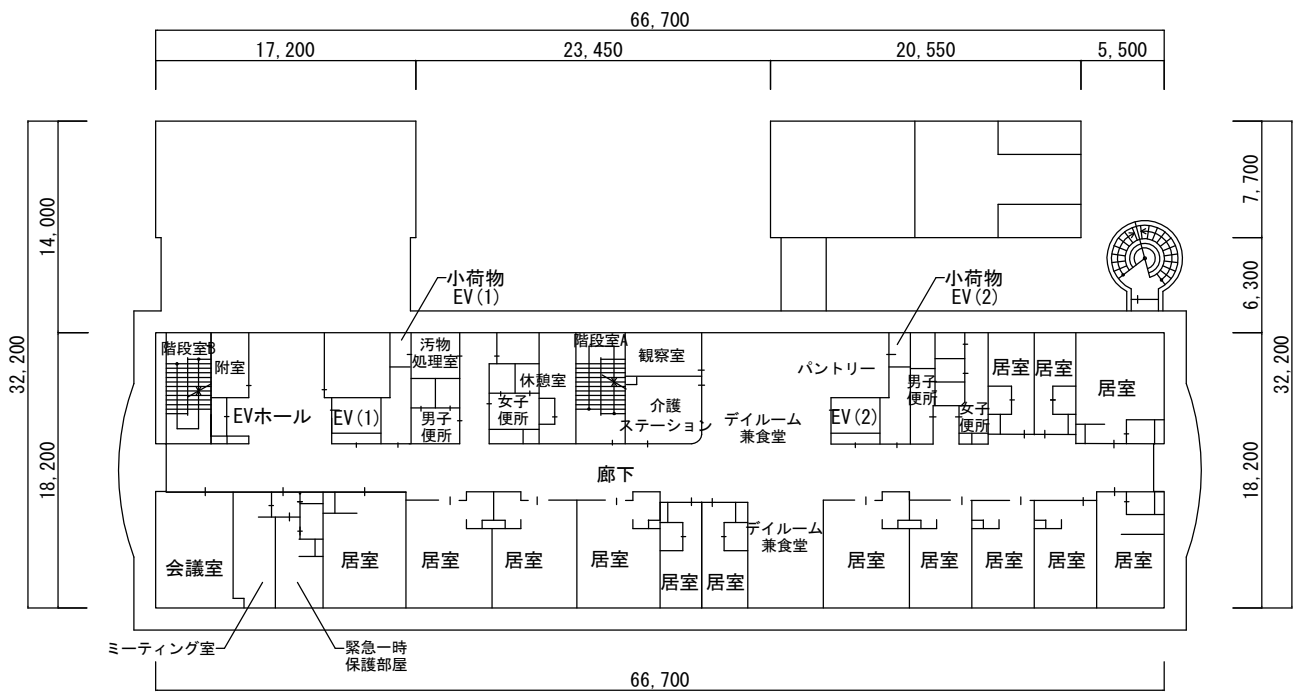 66,700
17,200
23,450
20,550
5,500
32,200
14,000
18,200
7,700
6,300
18,200
32,200
小荷物
EV(1)
小荷物
EV(2)
階段室B
附室
EVホール
EV(1)
汚物
処理室
男子
便所
女子
便所
休憩室
階段室A
観察室
介護
ステーション
デイルーム
兼食堂
パントリー
EV(2)
男子
便所
女子
便所
居室
居室
居室
廊下
会議室
居室
居室
居室
居室
居室
居室
デイルーム
兼食堂
居室
居室
居室
居室
居室
ミーティング室
緊急一時
保護部屋
66,700